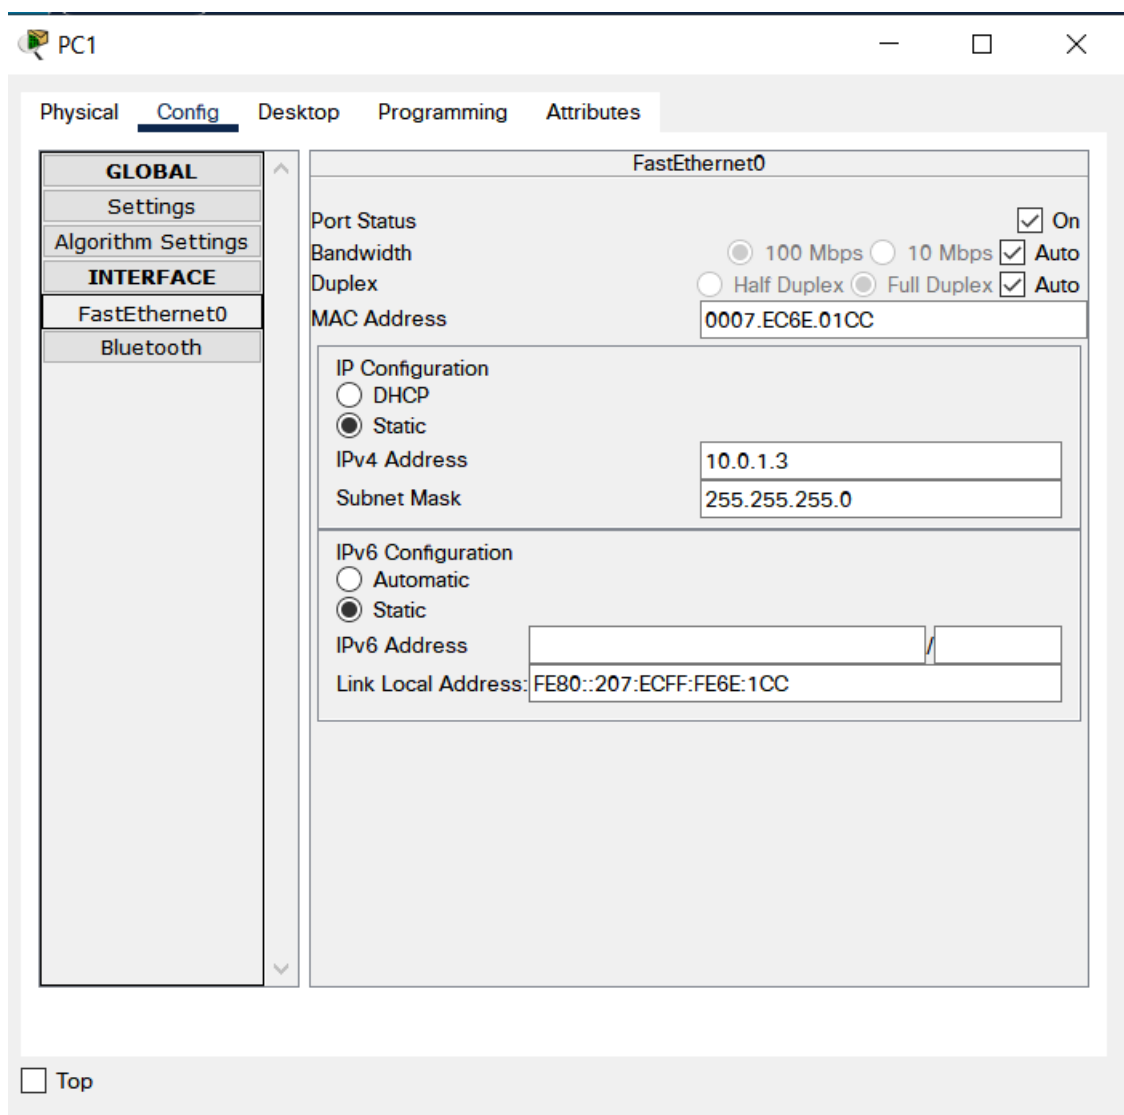 PC1
Physical Config Desktop Programming Attributes
GLOBAL
Settings
Algorithm Settings
INTERFACE
FastEthernet0
Bluetooth
FastEthernet0
Port Status On
Bandwidth 100 Mbps 10 Mbps Auto
Duplex Half Duplex Full Duplex Auto
MAC Address 0007.EC6E.01CC
IP Configuration
DHCP
Static
IPv4 Address 10.0.1.3
Subnet Mask 255.255.255.0
IPv6 Configuration
Automatic
Static
IPv6 Address /
Link Local Address: FE80::207:ECFF:FE6E:1CC
Top